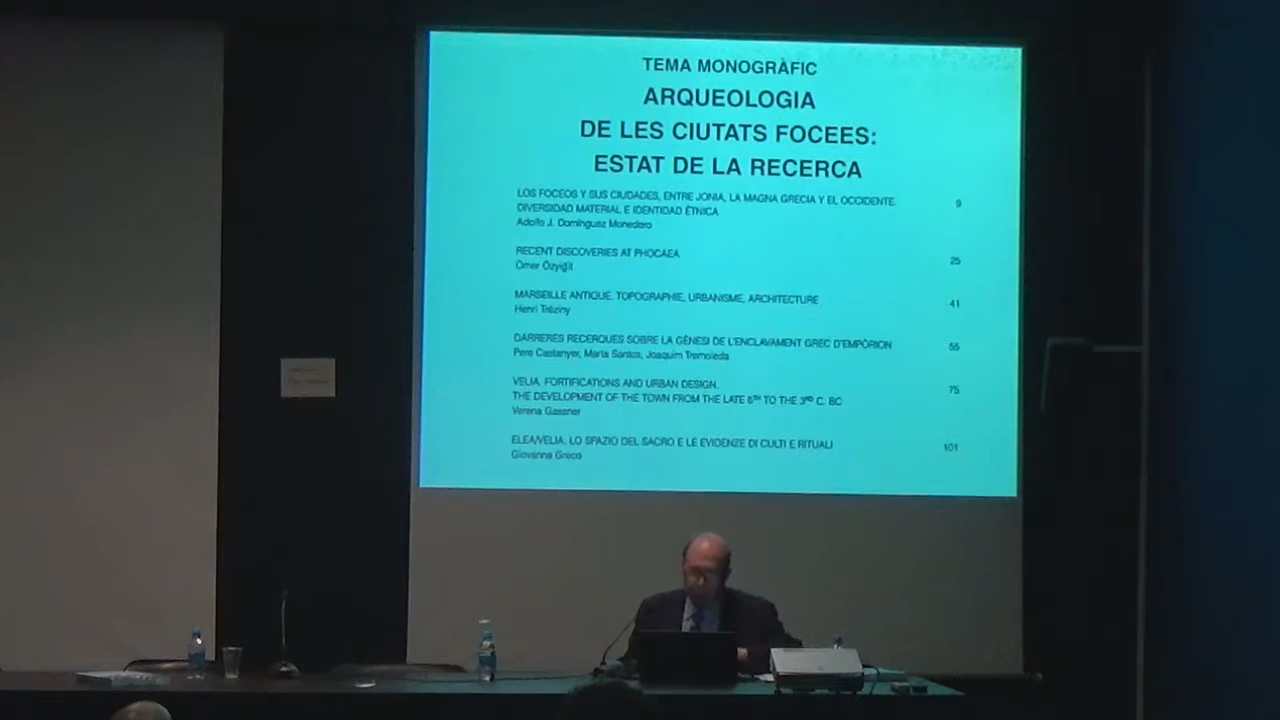 TEMA MONOGRÀFIC
ARQUEOLOGIA
DE LES CIUTATS FOCEES:
ESTAT DE LA RECERCA
LOS FOCEOS Y SUS CIUDADES, ENTRE JONIA, LA MAGNA GRECIA Y EL OCCIDENTE.
DIVERSIDAD MATERIAL E IDENTIDAD ÉTNICA
9
Adolfo J. Domínguez Monedero
RECENT DISCOVERIES AT PHOCAEA
25
Ömer Özyiğit
MARSEILLE ANTIQUE. TOPOGRAPHIE, URBANISME, ARCHITECTURE
41
Henri Tréziny
DARRERES RECERQUES SOBRE LA GÈNESI DE L'ENCLAVAMENT GREC D'EMPÒRION
55
Pere Castanyer, Marta Santos, Joaquim Tremoleda
VELIA. FORTIFICATIONS AND URBAN DESIGN.
75
THE DEVELOPMENT OF THE TOWN FROM THE LATE 6TH TO THE 3RD C. BC
Verena Gassner
ELEA/VELIA: LO SPAZIO DEL SACRO E LE EVIDENZE DI CULTI E RITUALI
101
Giovanna Greco